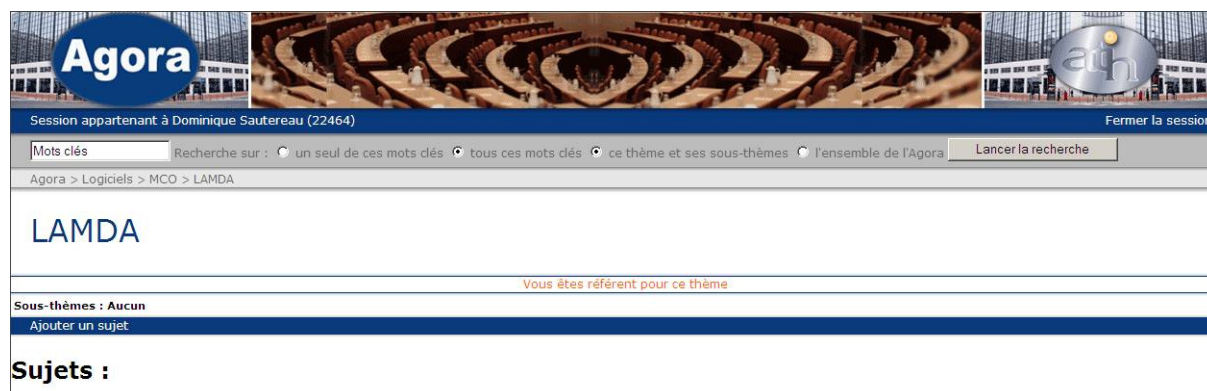 Agora
atih
Session appartenant à Dominique Sautereau (22464) Fermer la session
Mots clés Recherche sur : un seul de ces mots clés tous ces mots clés ce thème et ses sous-thèmes l'ensemble de l'Agora Lancer la recherche
Agora > Logiciels > MCO > LAMDA
LAMDA
Vous êtes référent pour ce thème
Sous-thèmes : Aucun
Ajouter un sujet
Sujets :